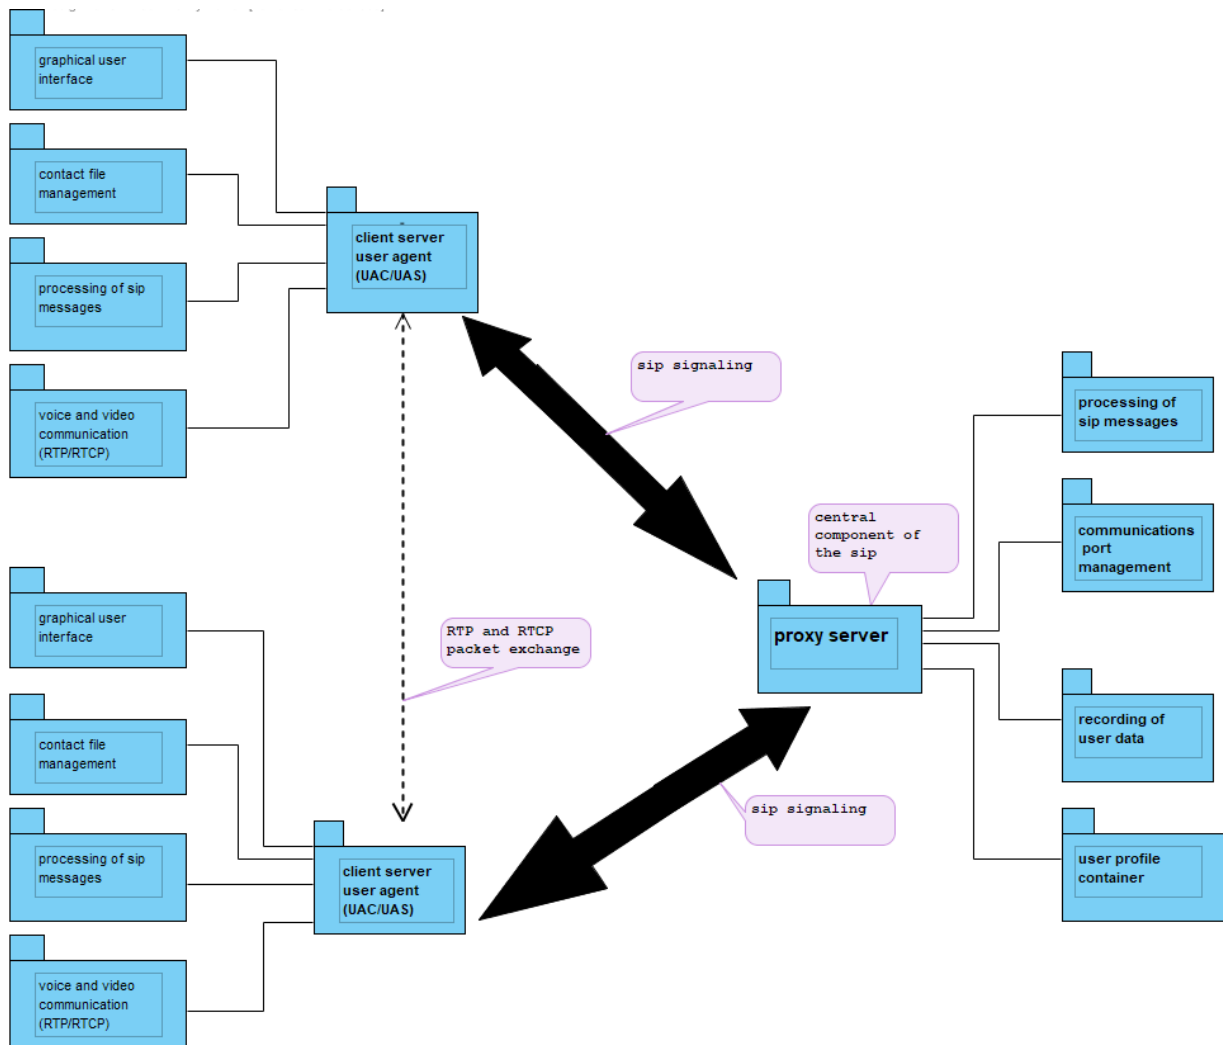 graphical user
interface
contact file
management
processing of sip
messages
voice and video
communication
(RTP/RTCP)
client server
user agent
(UAC/UAS)
sip signaling
RTP and RTCP
packet exchange
central
component of
the sip
proxy server
processing of
sip messages
communications
port
management
recording of
user data
user profile
container
sip signaling
graphical user
interface
contact file
management
processing of sip
messages
voice and video
communication
(RTP/RTCP)
client server
user agent
(UAC/UAS)